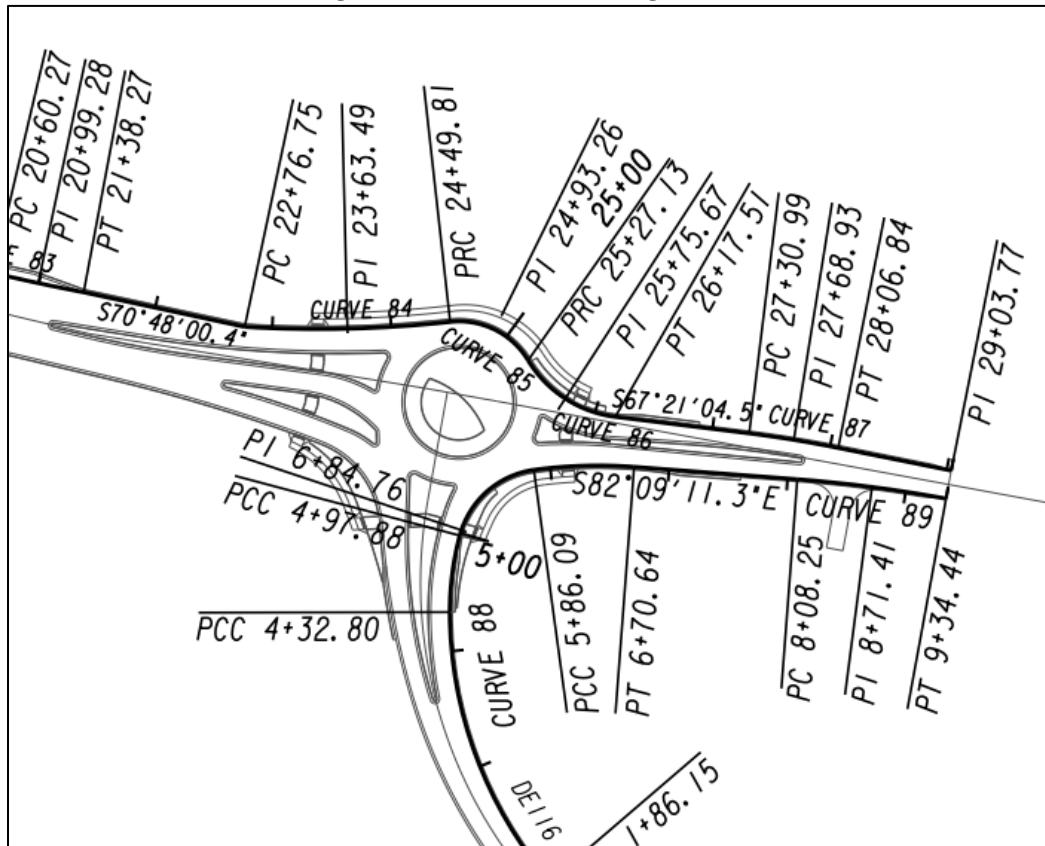 PC 20+60.27
PI 20+99.28
PT 21+38.27
PC 22+76.75
PI 23+63.49
PRC 24+49.81
PI 24+93.26
25+00
PRC 25+27.13
PI 25+75.67
PT 26+17.51
PC 27+30.99
PI 27+68.93
PT 28+06.84
PI 29+03.77
E 83
S70°48'00.4"
CURVE 84
CURVE 85
S67°21'04.5"
CURVE 87
CURVE 86
S82°09'11.3"E
CURVE 89
PI 6+84.76
PCC 4+97.88
5+00
PCC 4+32.80
CURVE 88
PCC 5+86.09
PT 6+70.64
PC 8+08.25
PI 8+71.41
PT 9+34.44
DE116
1+86.15